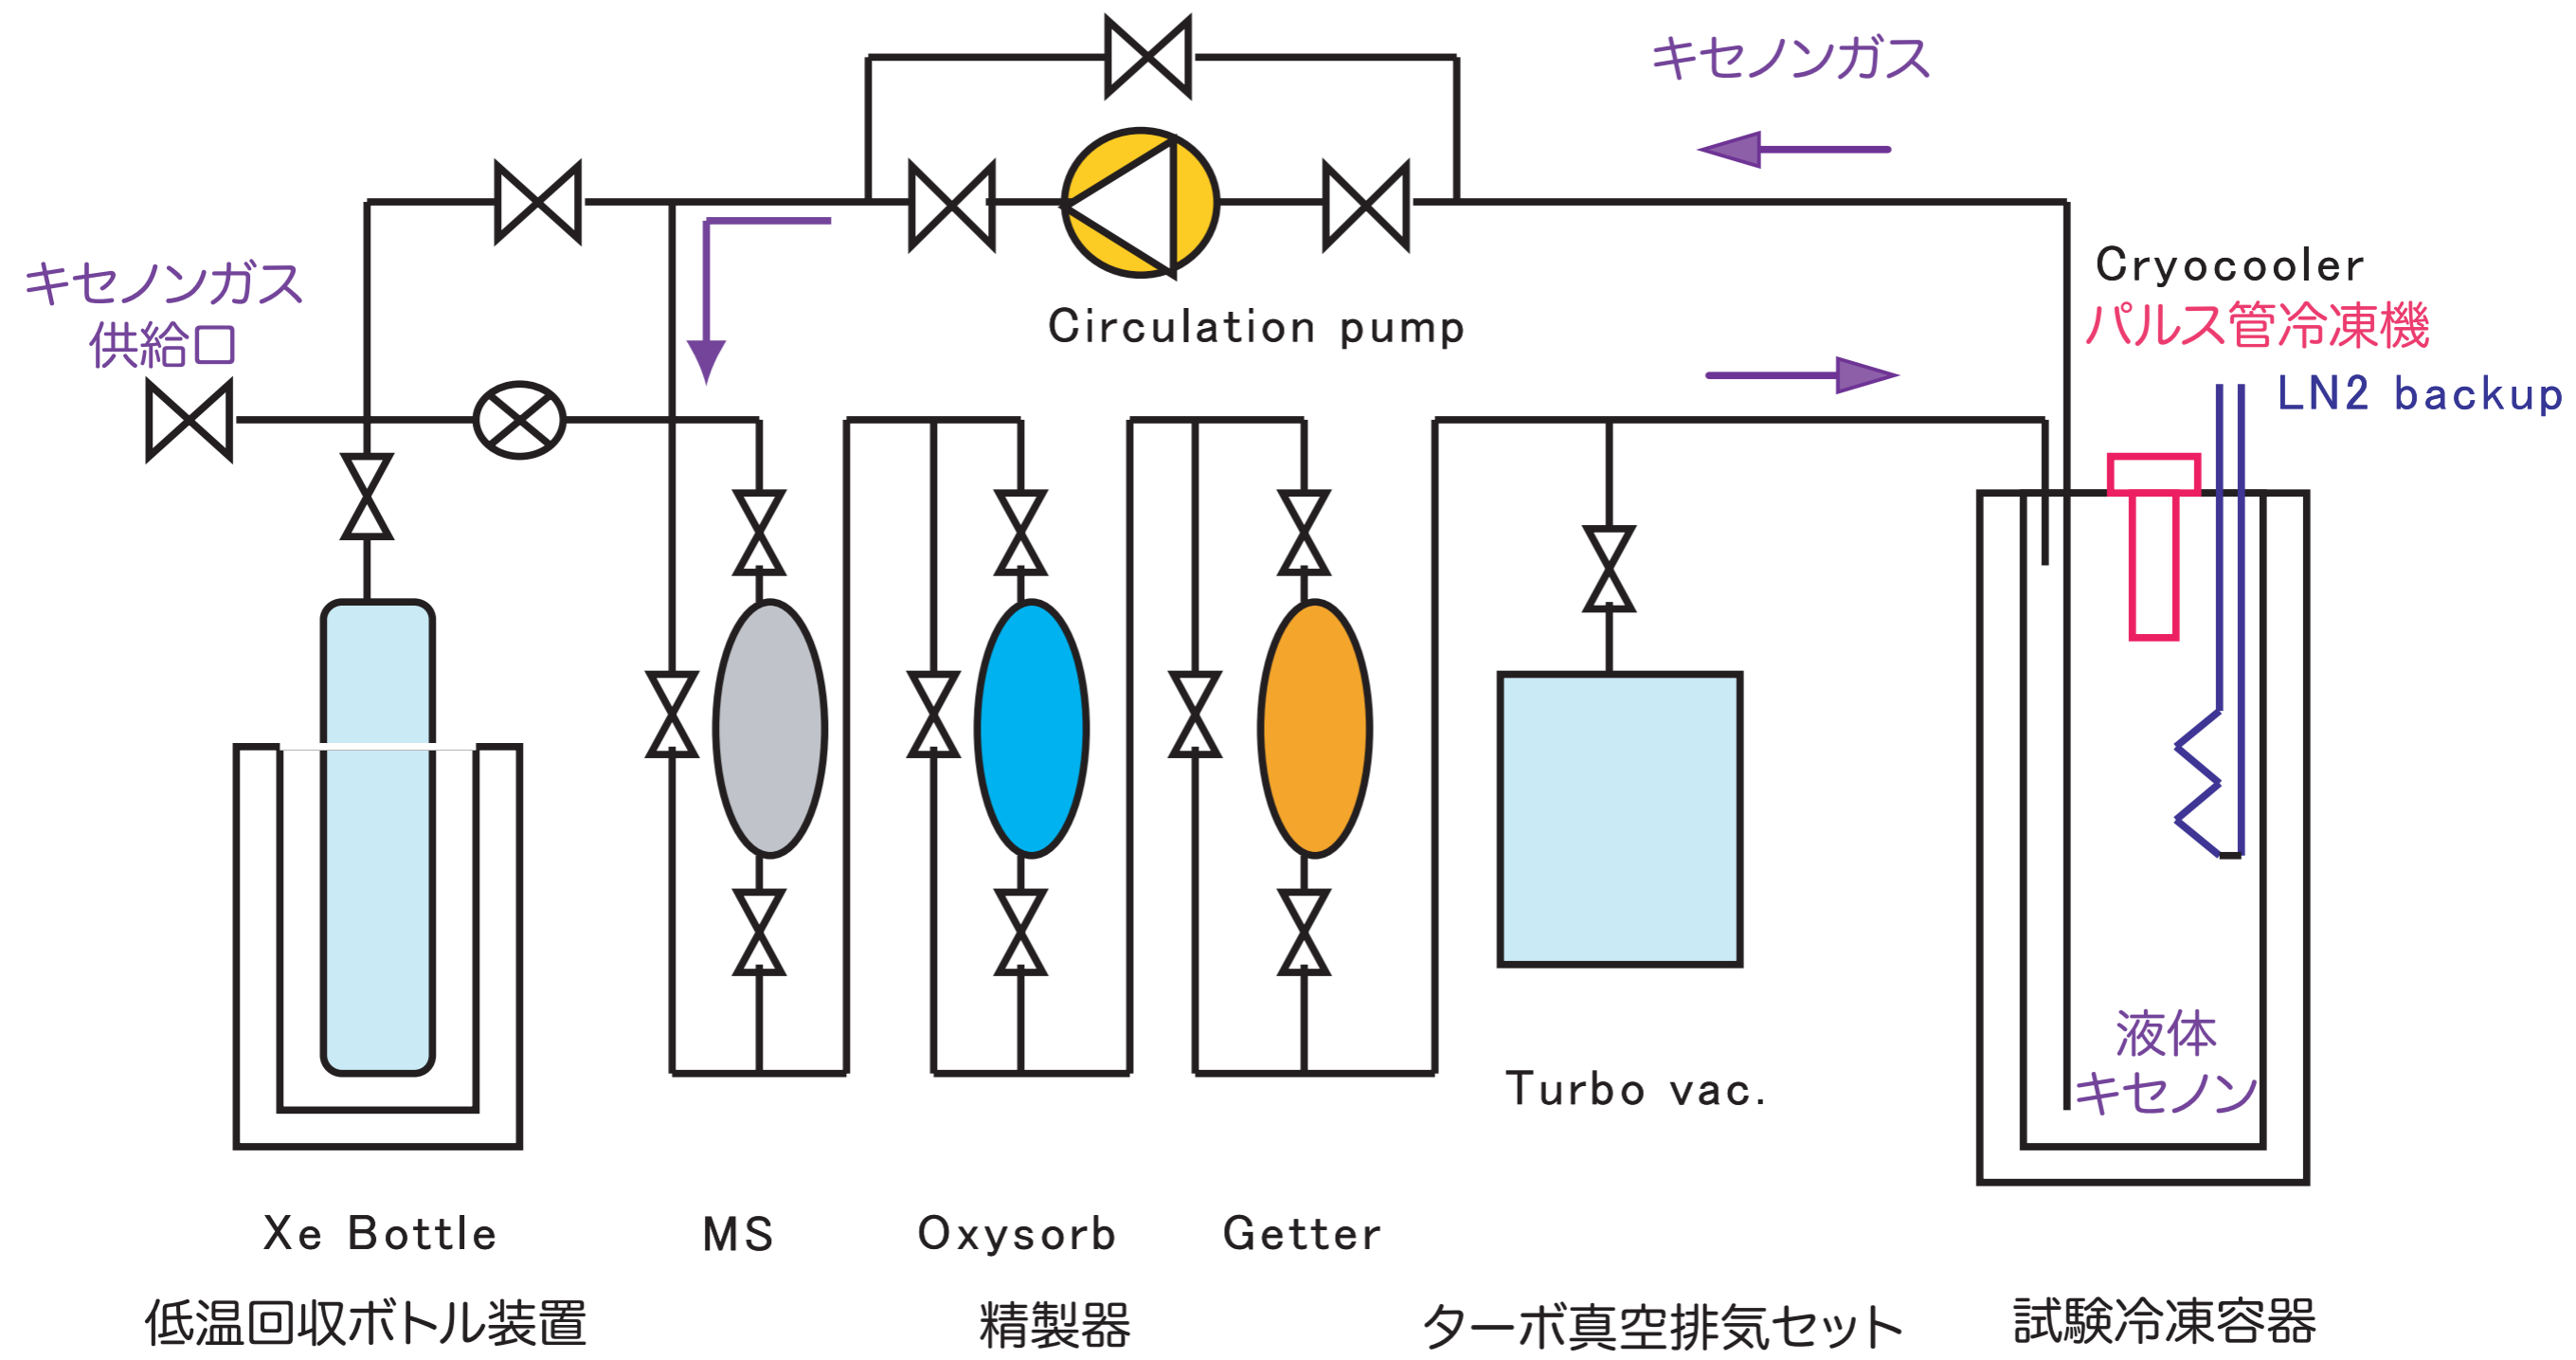 キセノンガス
Cryocooler
パルス管冷凍機
LN2 backup
キセノンガス
供給口
Circulation pump
液体
キセノン
Turbo vac.
Xe Bottle
MS
Oxysorb
Getter
低温回収ボトル装置
精製器
ターボ真空排気セット
試験冷凍容器